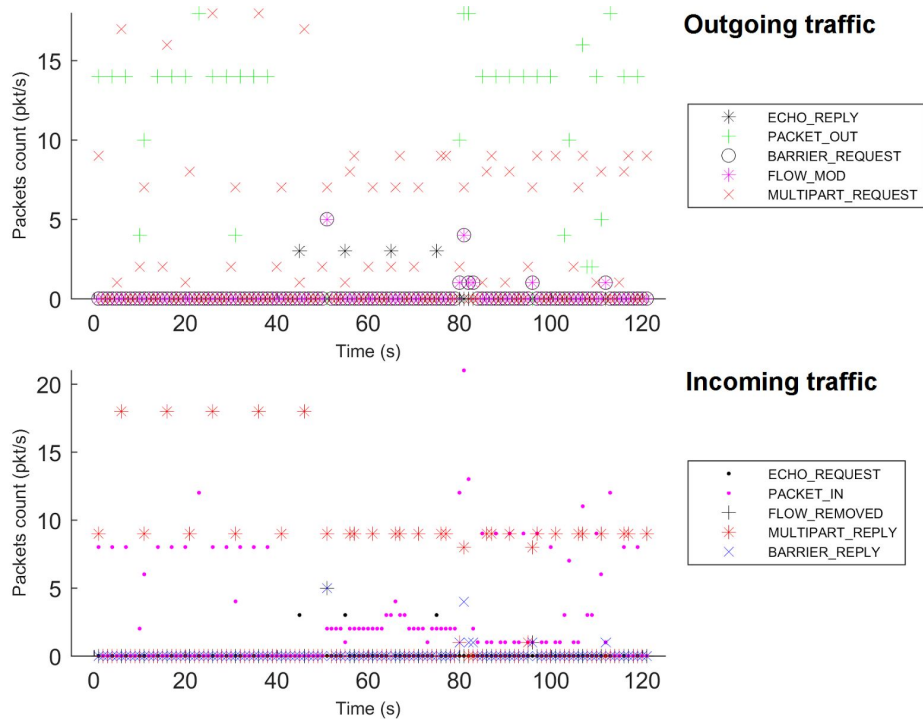 Outgoing traffic
15
10
5
0
Packets count (pkt/s)
0 20 40 60 80 100 120
Time (s)
ECHO_REPLY
PACKET_OUT
BARRIER_REQUEST
FLOW_MOD
MULTIPART_REQUEST
Incoming traffic
20
15
10
5
0
Packets count (pkt/s)
0 20 40 60 80 100 120
Time (s)
ECHO_REQUEST
PACKET_IN
FLOW_REMOVED
MULTIPART_REPLY
BARRIER_REPLY